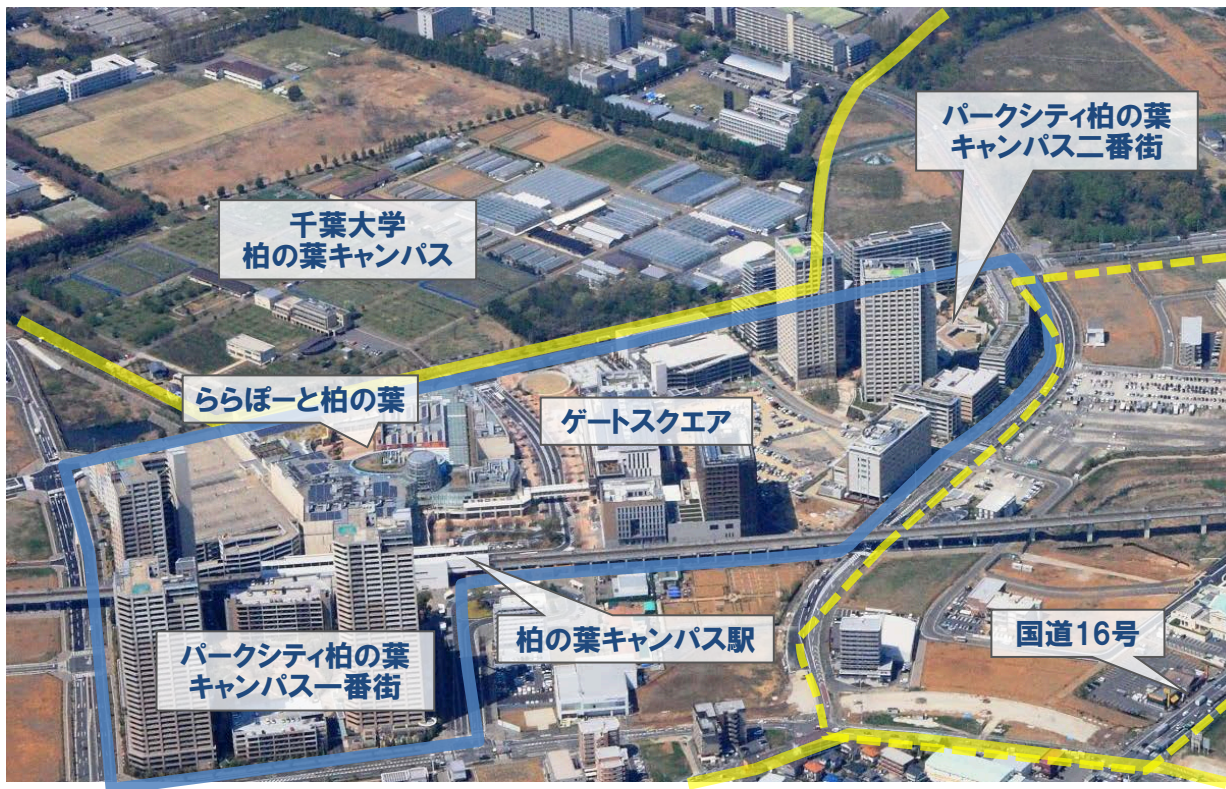 パークシティ柏の葉
キャンパス二番街
千葉大学
柏の葉キャンパス
ららぽーと柏の葉
ゲートスクエア
柏の葉キャンパス駅
国道16号
パークシティ柏の葉
キャンパス一番街